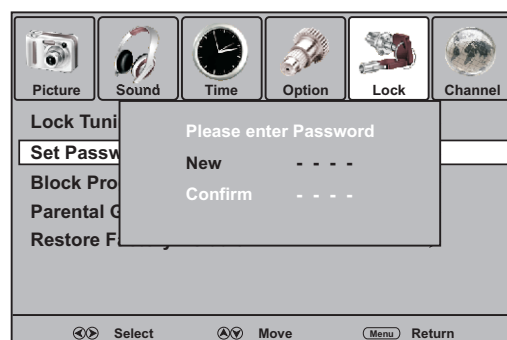 Picture Sound Time Option Lock Channel
Lock Tuni
Please enter Password
Set Passw
New - - - -
Block Pro
Confirm - - - -
Parental G
Restore F
Select Move Menu Return